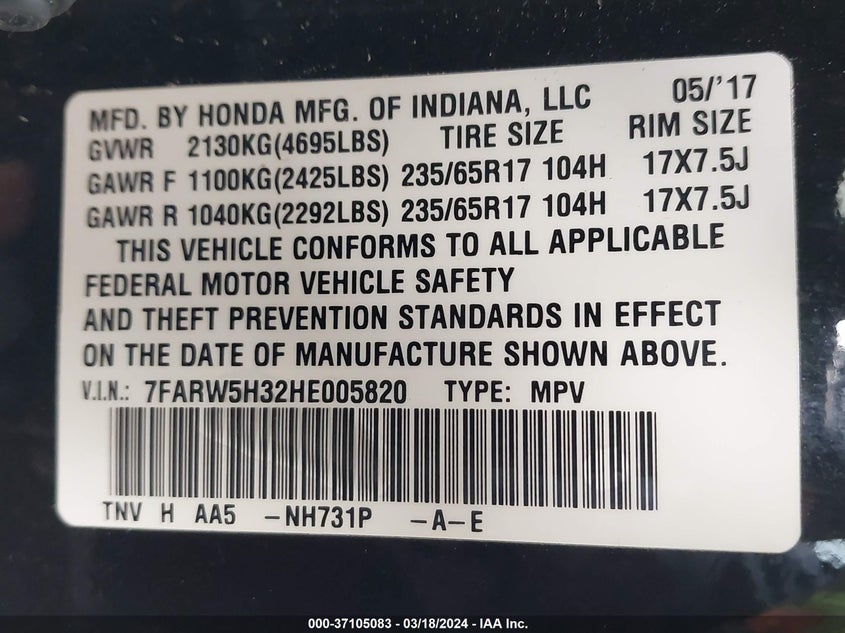 MFD. BY HONDA MFG. OF INDIANA, LLC 05/'17
GVWR 2130KG(4695LBS) TIRE SIZE RIM SIZE
GAWR F 1100KG(2425LBS) 235/65R17 104H 17X7.5J
GAWR R 1040KG(2292LBS) 235/65R17 104H 17X7.5J
THIS VEHICLE CONFORMS TO ALL APPLICABLE
FEDERAL MOTOR VEHICLE SAFETY
AND THEFT PREVENTION STANDARDS IN EFFECT
ON THE DATE OF MANUFACTURE SHOWN ABOVE.
V.I.N.: 7FARW5H32HE005820 TYPE: MPV
TNV H AA5 -NH731P -A-E
000-37105083 - 03/18/2024 - IAA Inc.